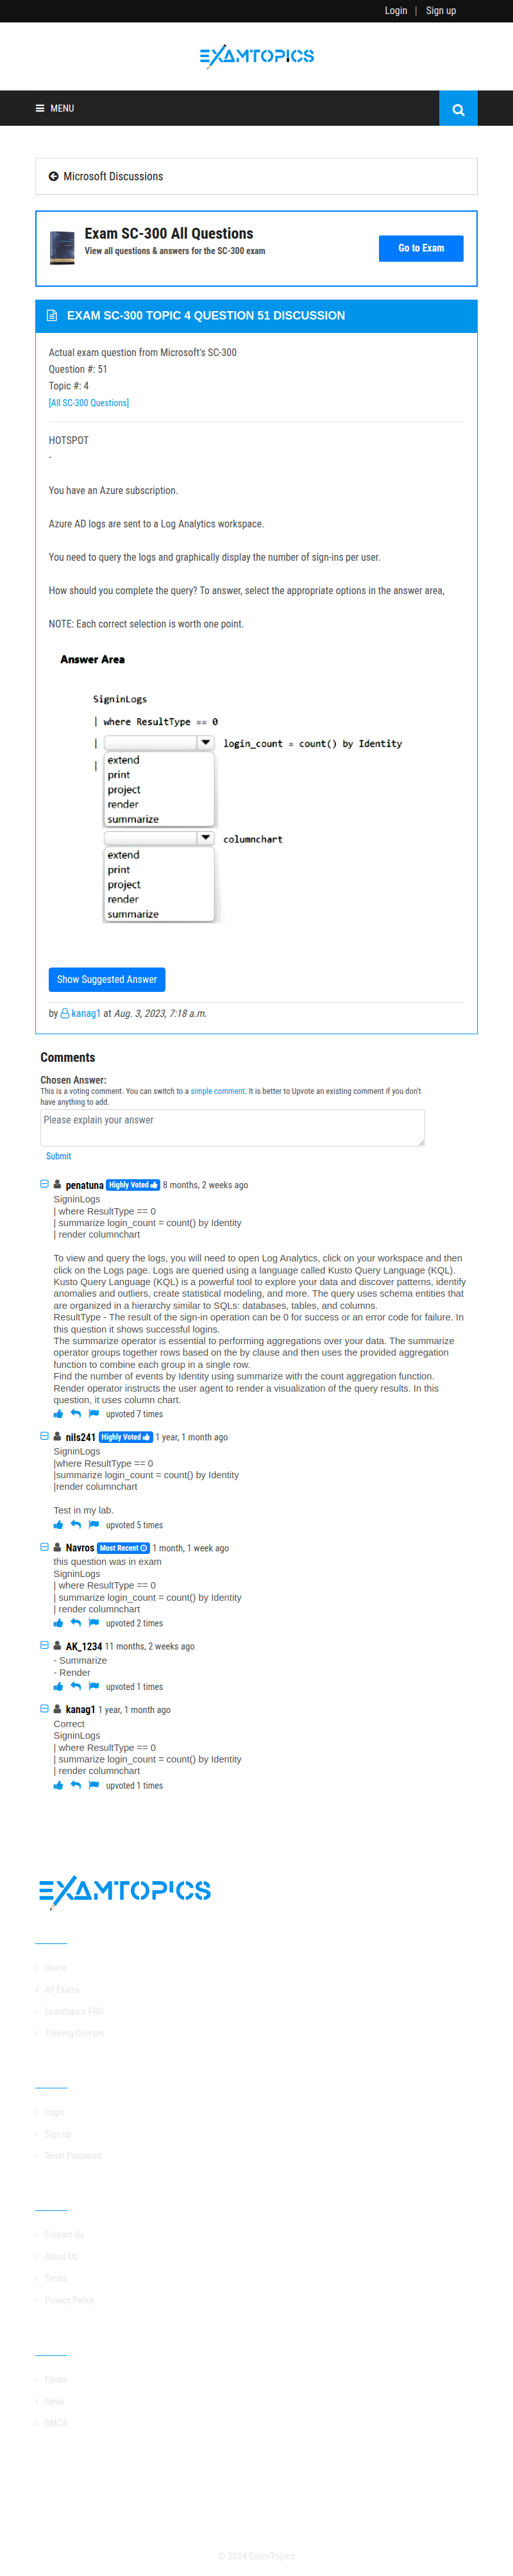 Login | Sign up
EXAMTOPICS
MENU
Microsoft Discussions
Exam SC-300 All Questions
View all questions & answers for the SC-300 exam
Go to Exam
EXAM SC-300 TOPIC 4 QUESTION 51 DISCUSSION
Actual exam question from Microsoft's SC-300
Question #: 51
Topic #: 4
[All SC-300 Questions]
HOTSPOT
-
You have an Azure subscription.
Azure AD logs are sent to a Log Analytics workspace.
You need to query the logs and graphically display the number of sign-ins per user.
How should you complete the query? To answer, select the appropriate options in the answer area,
NOTE: Each correct selection is worth one point.
Answer Area
SigninLogs
| where ResultType == 0
| login_count = count() by Identity
|
extend
print
project
render
summarize
columnchart
extend
print
project
render
summarize
Show Suggested Answer
by kanag1 at Aug. 3, 2023, 7:18 a.m.
Comments
Chosen Answer:
This is a voting comment. You can switch to a simple comment. It is better to Upvote an existing comment if you don't
have anything to add.
Please explain your answer
Submit
penatuna Highly Voted 8 months, 2 weeks ago
SigninLogs
| where ResultType == 0
| summarize login_count = count() by Identity
| render columnchart
To view and query the logs, you will need to open Log Analytics, click on your workspace and then
click on the Logs page. Logs are queried using a language called Kusto Query Language (KQL).
Kusto Query Language (KQL) is a powerful tool to explore your data and discover patterns, identify
anomalies and outliers, create statistical modeling, and more. The query uses schema entities that
are organized in a hierarchy similar to SQLs: databases, tables, and columns.
ResultType - The result of the sign-in operation can be 0 for success or an error code for failure. In
this question it shows successful logins.
The summarize operator is essential to performing aggregations over your data. The summarize
operator groups together rows based on the by clause and then uses the provided aggregation
function to combine each group in a single row.
Find the number of events by Identity using summarize with the count aggregation function.
Render operator instructs the user agent to render a visualization of the query results. In this
question, it uses column chart.
upvoted 7 times
nils241 Highly Voted 1 year, 1 month ago
SigninLogs
|where ResultType == 0
|summarize login_count = count() by Identity
|render columnchart
Test in my lab.
upvoted 5 times
Navros Most Recent 1 month, 1 week ago
this question was in exam
SigninLogs
| where ResultType == 0
| summarize login_count = count() by Identity
| render columnchart
upvoted 2 times
AK_1234 11 months, 2 weeks ago
- Summarize
- Render
upvoted 1 times
kanag1 1 year, 1 month ago
Correct
SigninLogs
| where ResultType == 0
| summarize login_count = count() by Identity
| render columnchart
upvoted 1 times
EXAMTOPICS
Home
All Exams
Examtopics PRO
Training Courses
Login
Sign up
Reset Password
Contact Us
About Us
Terms
Privacy Policy
Forum
News
DMCA
© 2024 ExamTopics